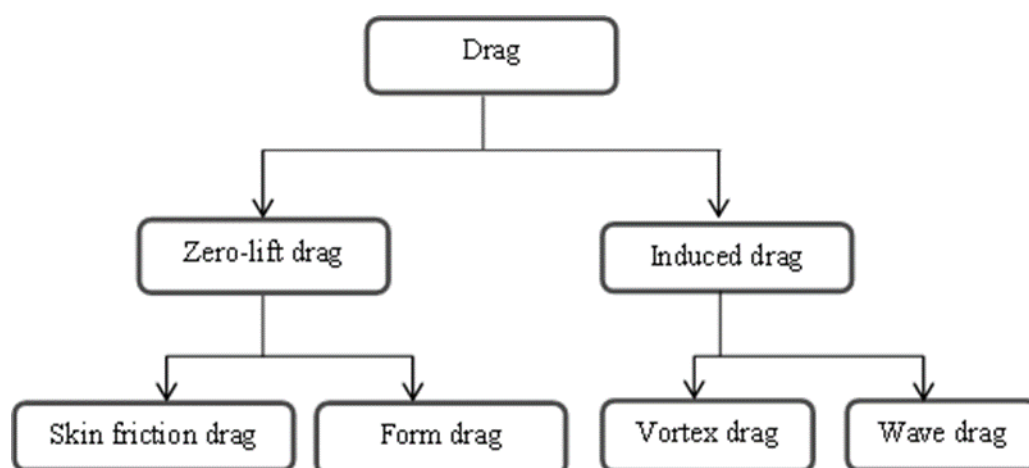 Drag
Zero-lift drag
Induced drag
Skin friction drag
Form drag
Vortex drag
Wave drag